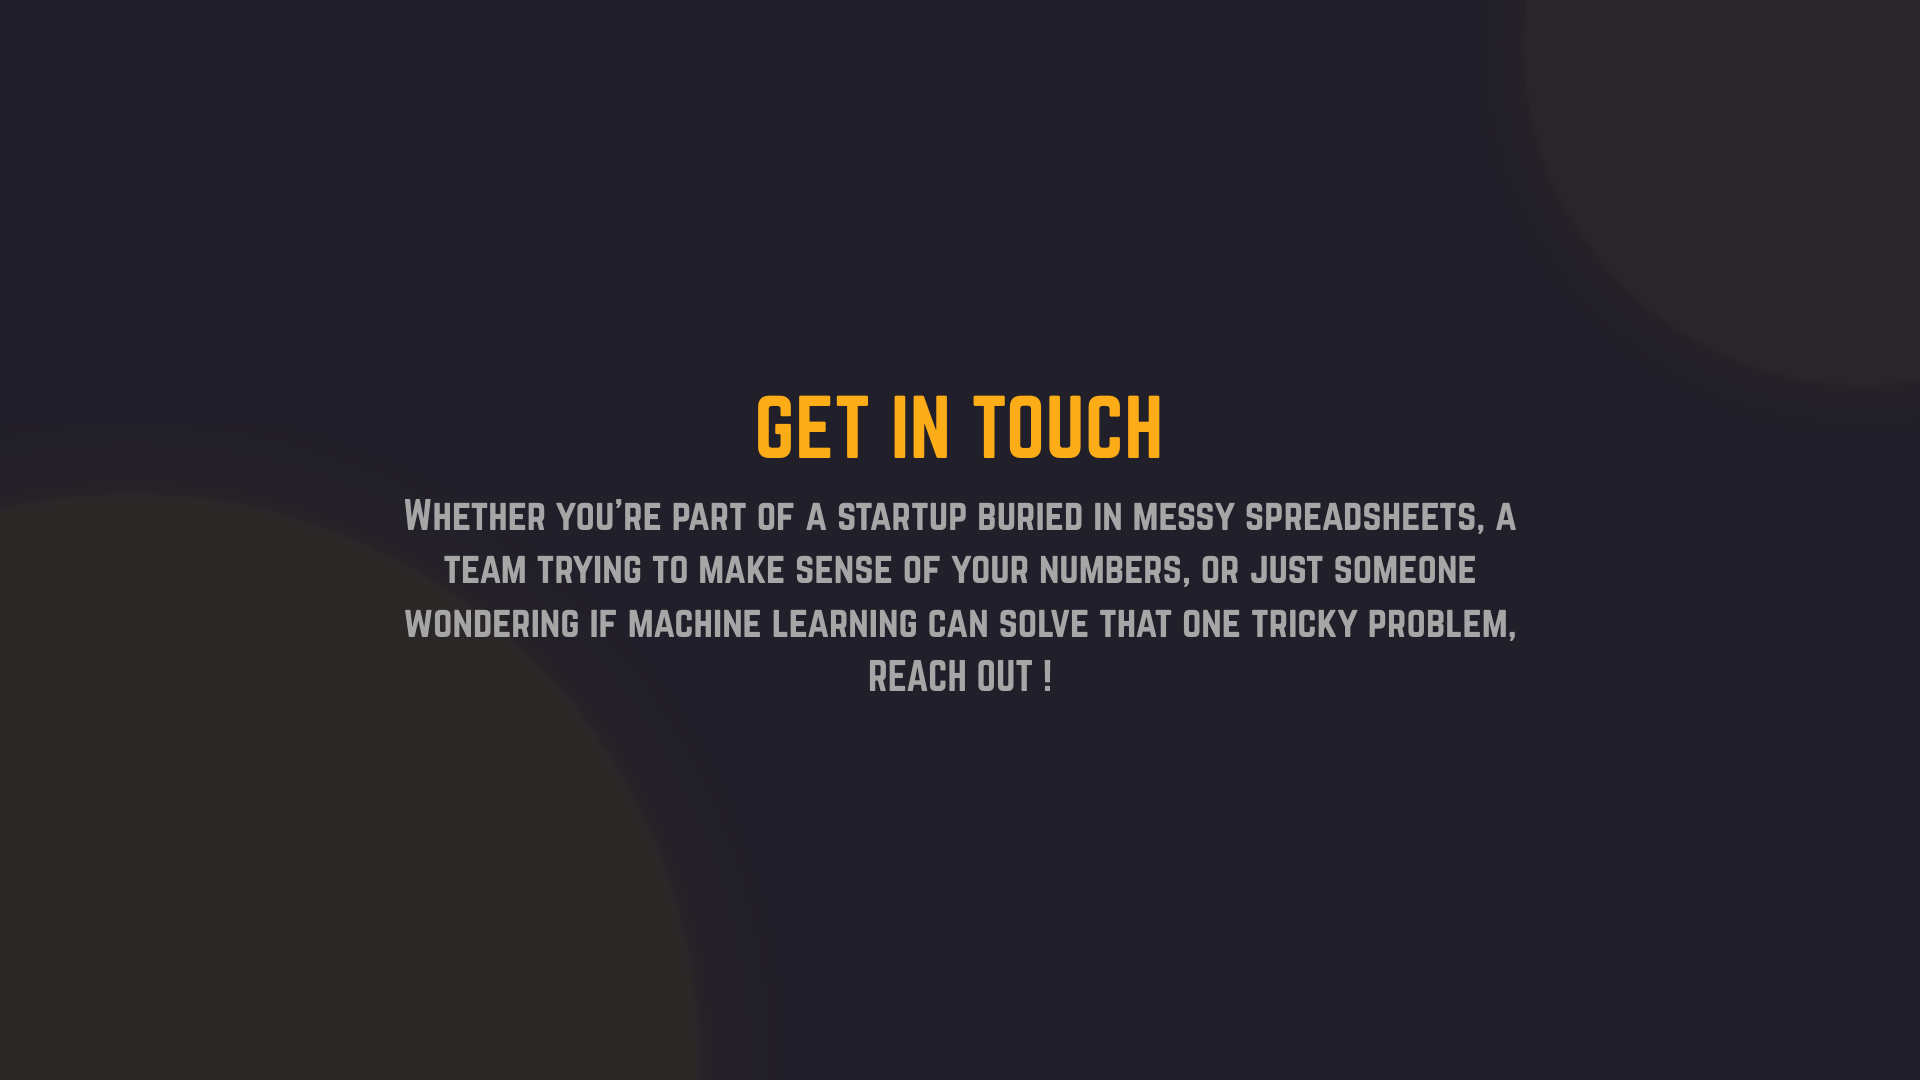 GET IN TOUCH
Whether you're part of a startup buried in messy spreadsheets, a
team trying to make sense of your numbers, or just someone
wondering if machine learning can solve that one tricky problem,
REACH OUT !